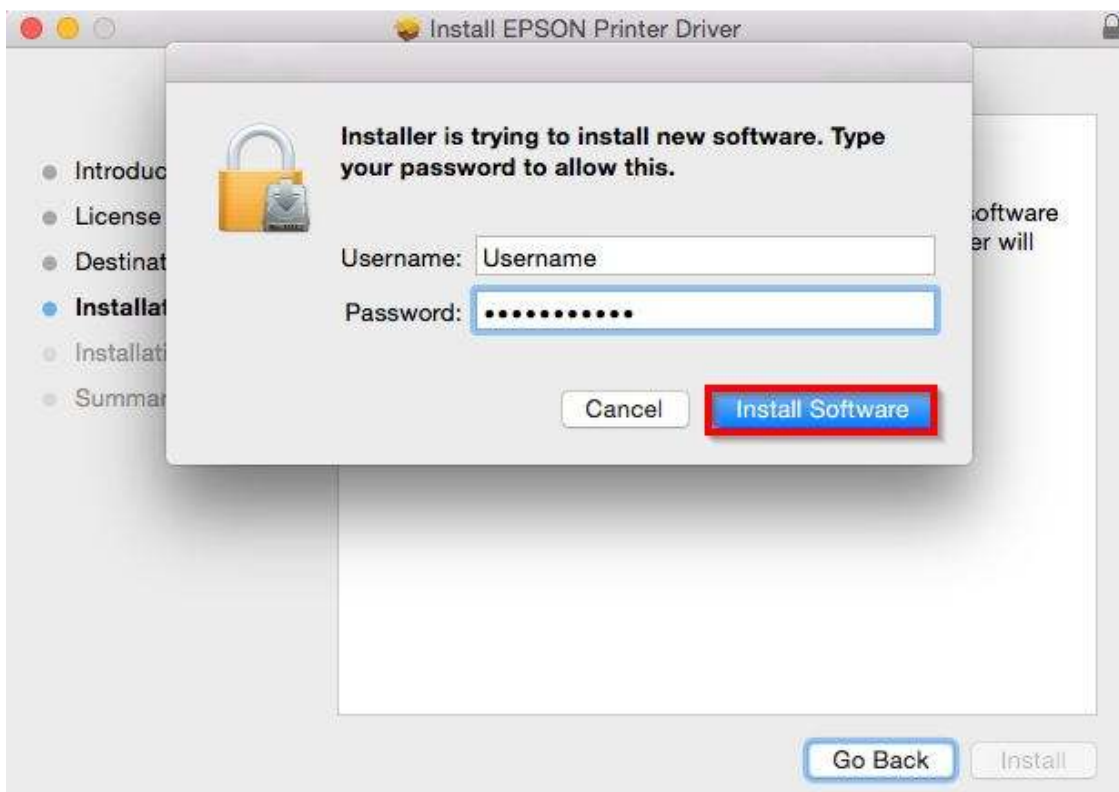 Install EPSON Printer Driver
Installer is trying to install new software. Type
your password to allow this.
Introduc
License
Destinat
Installat
Installati
Summar
software
er will
Username: Username
Password: •••••••••••
Cancel Install Software
Go Back Install